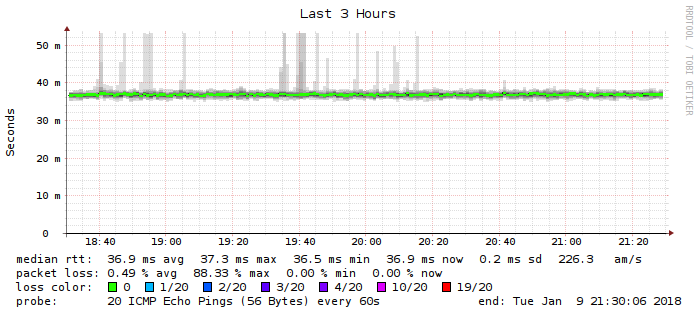 Last 3 Hours
RRDTOOL / TOBI OETIKER
Seconds
50 m
40 m
30 m
20 m
10 m
0
18:40 19:00 19:20 19:40 20:00 20:20 20:40 21:00 21:20
median rtt: 36.9 ms avg 37.3 ms max 36.5 ms min 36.9 ms now 0.2 ms sd 226.3 am/s
packet loss: 0.49 % avg 88.33 % max 0.00 % min 0.00 % now
loss color: 0 1/20 2/20 3/20 4/20 10/20 19/20
probe: 20 ICMP Echo Pings (56 Bytes) every 60s end: Tue Jan 9 21:30:06 2018